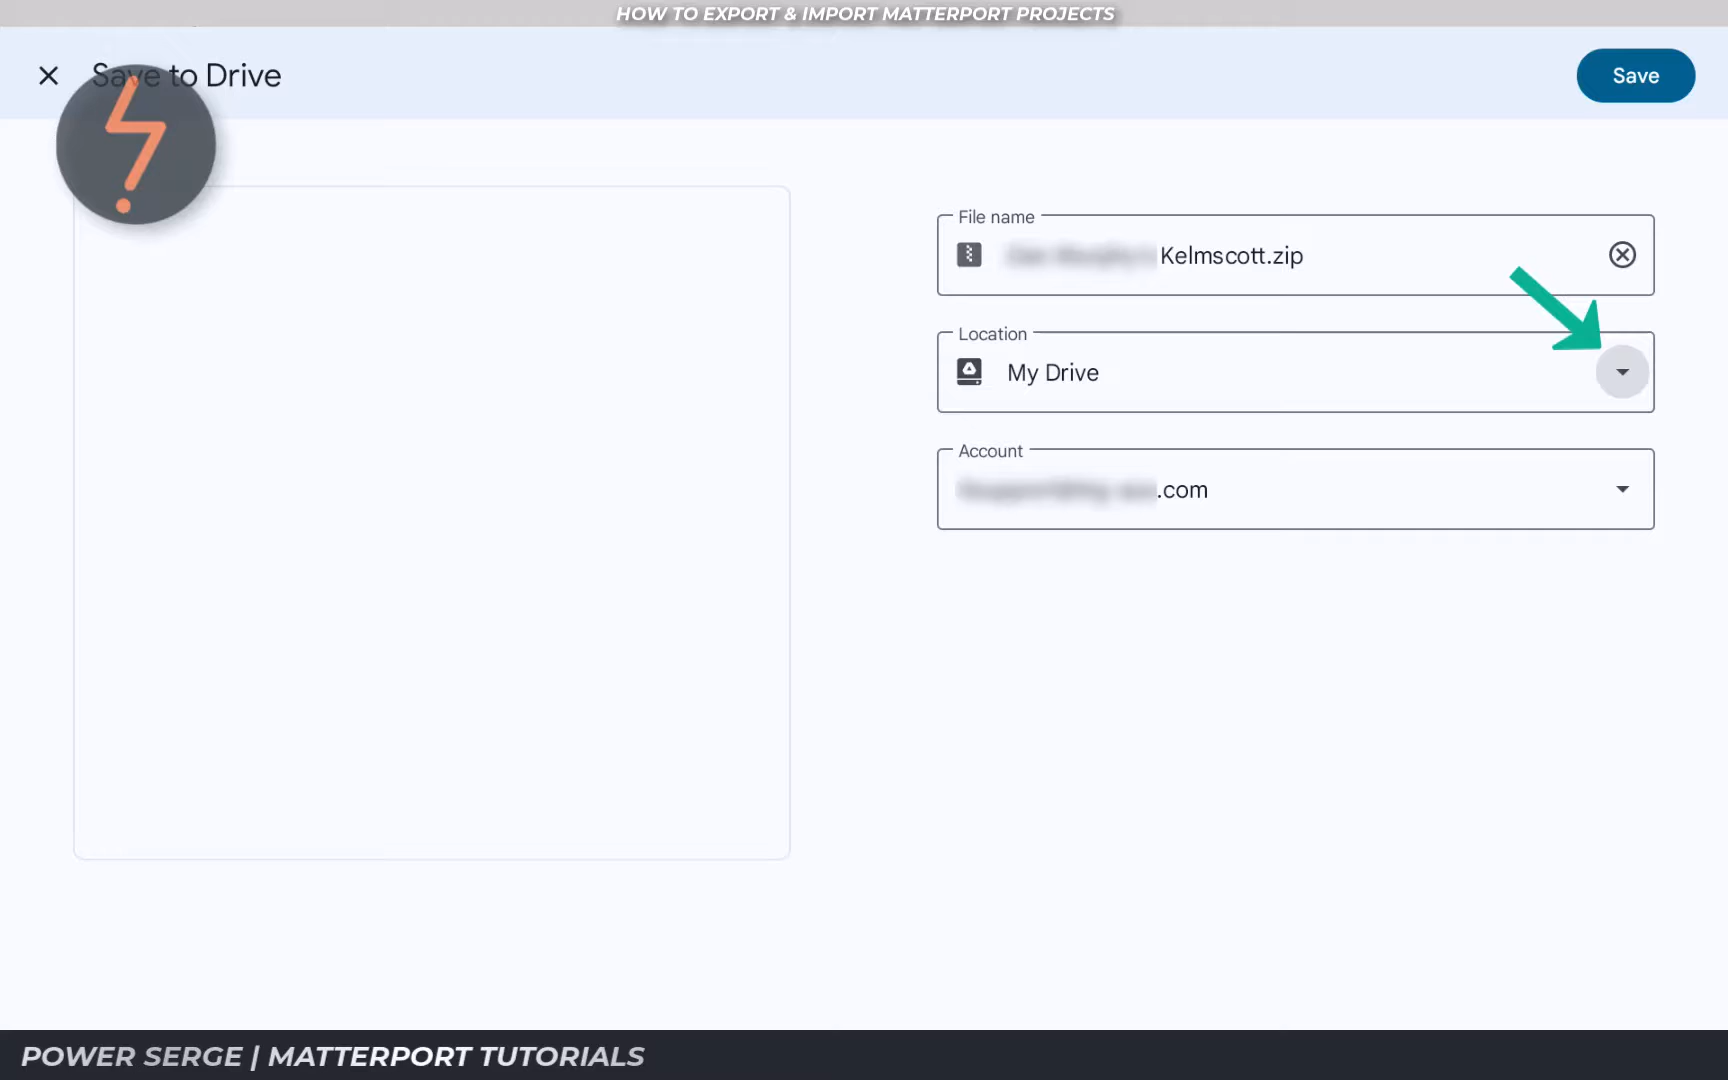 HOW TO EXPORT & IMPORT MATTERPORT PROJECTS
Save to Drive
Save
File name
Kelmscott.zip
Location
My Drive
Account
.com
POWER SERGE | MATTERPORT TUTORIALS